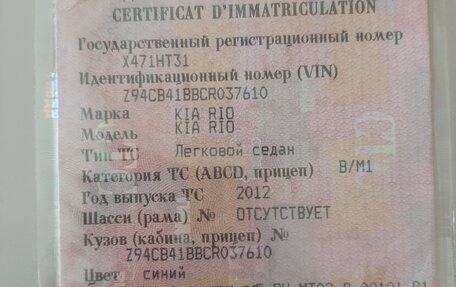 CERTIFICAT D'IMMATRICULATION
Государственный регистрационный номер
Х471НТ31
Идентификационный номер (VIN)
Z94CB41BBCR037610
Марка KIA RIO
Модель KIA RIO
Тип ТС Легковой седан
Категория ТС (ABCD, прицеп) B/M1
Год выпуска ТС 2012
Шасси (рама) № ОТСУТСТВУЕТ
Кузов (кабина, прицеп) №
Z94CB41BBCR037610
Цвет синий